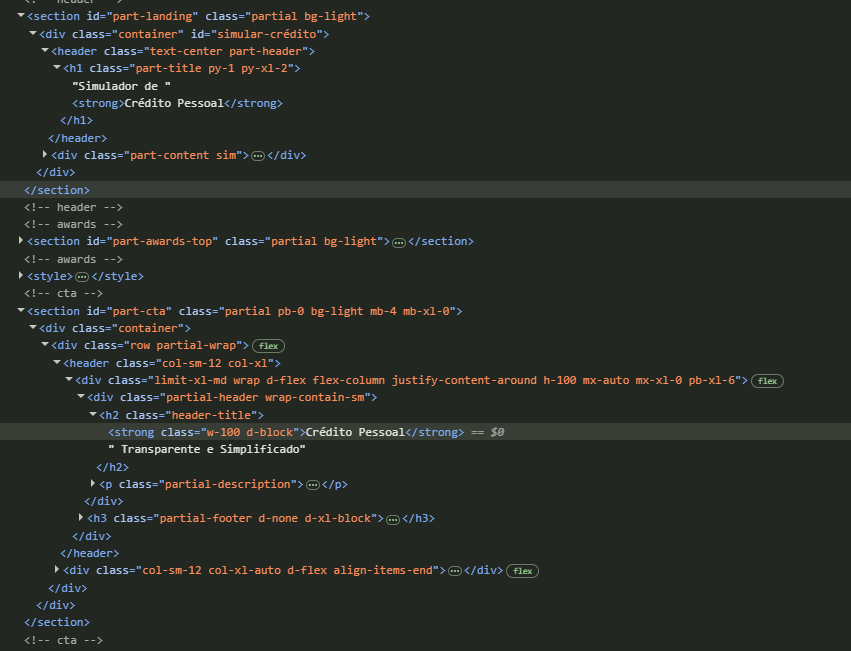 <!-- header -->
<section id="part-landing" class="partial bg-light">
<div class="container" id="simular-crédito">
<header class="text-center part-header">
<h1 class="part-title py-1 py-xl-2">
"Simulador de "
<strong>Crédito Pessoal</strong>
</h1>
</header>
<div class="part-content sim">…</div>
</div>
</section>
<!-- header -->
<!-- awards -->
<section id="part-awards-top" class="partial bg-light">…</section>
<!-- awards -->
<style>…</style>
<!-- cta -->
<section id="part-cta" class="partial pb-0 bg-light mb-4 mb-xl-0">
<div class="container">
<div class="row partial-wrap"> flex
<header class="col-sm-12 col-xl">
<div class="limit-xl-md wrap d-flex flex-column justify-content-around h-100 mx-auto mx-xl-0 pb-xl-6"> flex
<div class="partial-header wrap-contain-sm">
<h2 class="header-title">
<strong class="w-100 d-block">Crédito Pessoal</strong> == $0
" Transparente e Simplificado"
</h2>
<p class="partial-description">…</p>
</div>
<h3 class="partial-footer d-none d-xl-block">…</h3>
</div>
</header>
<div class="col-sm-12 col-xl-auto d-flex align-items-end">…</div> flex
</div>
</div>
</section>
<!-- cta -->